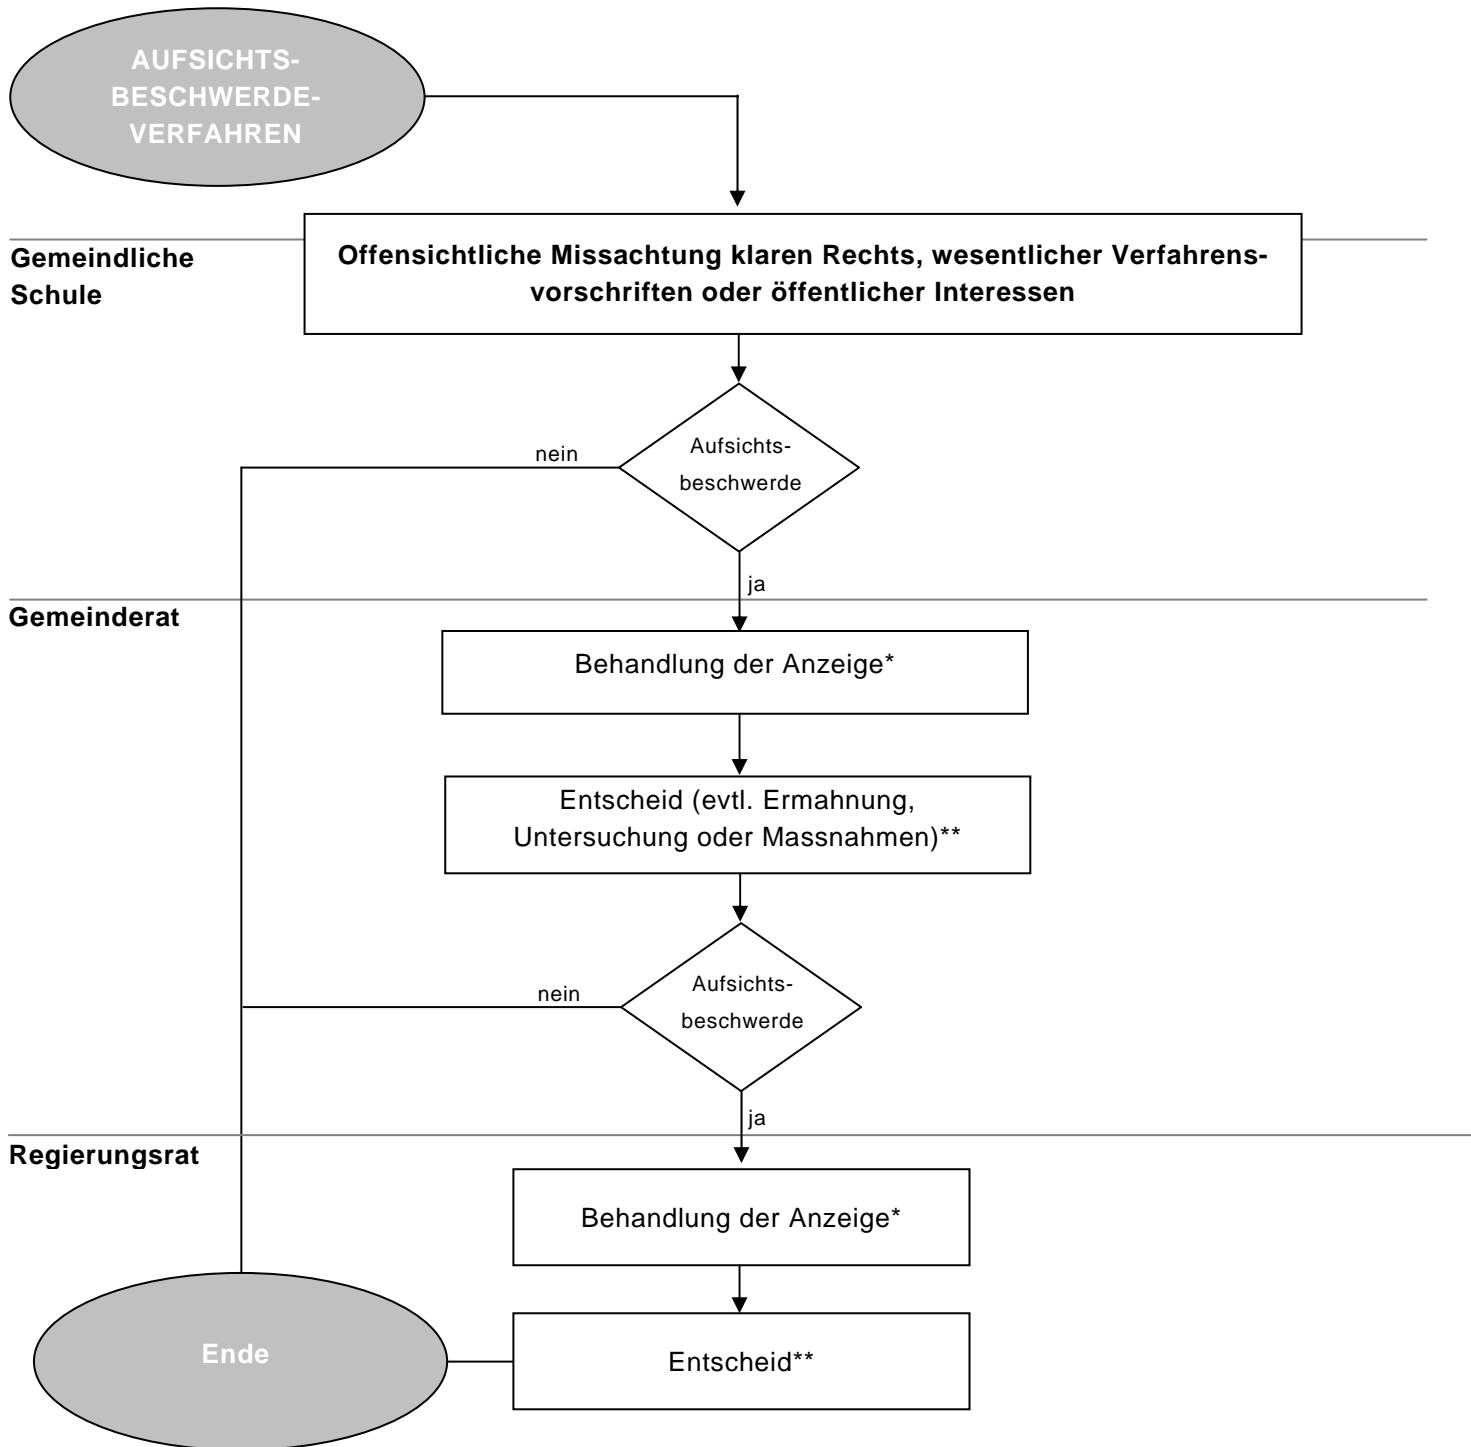 AUFSICHTS-
BESCHWERDE-
VERFAHREN
Gemeindliche
Schule
Offensichtliche Missachtung klaren Rechts, wesentlicher Verfahrens-
vorschriften oder öffentlicher Interessen
Aufsichts-
beschwerde
nein
ja
Gemeinderat
Behandlung der Anzeige*
Entscheid (evtl. Ermahnung,
Untersuchung oder Massnahmen)**
Aufsichts-
beschwerde
nein
ja
Regierungsrat
Behandlung der Anzeige*
Ende
Entscheid**